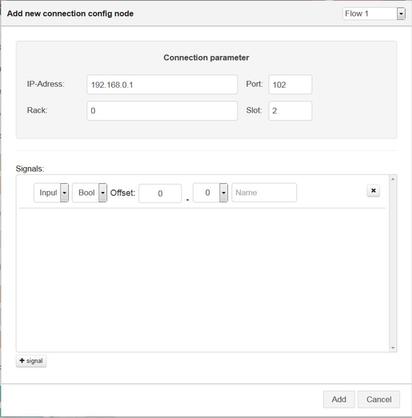 Add new connection config node Flow 1
Connection parameter
IP-Adress: 192.168.0.1 Port: 102
Rack: 0 Slot: 2
Signals:
Input Bool Offset: 0 . 0 Name
+ signal
Add Cancel